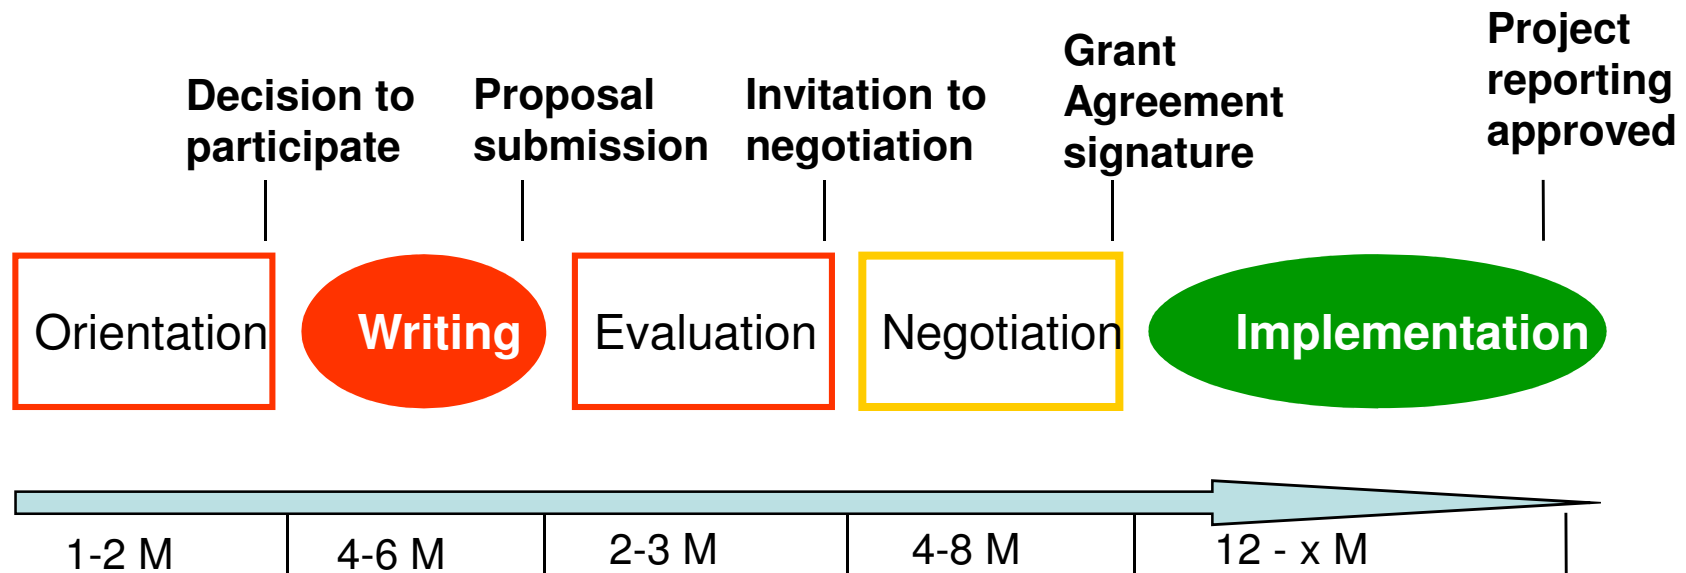 Decision to
participate
Proposal
submission
Invitation to
negotiation
Grant
Agreement
signature
Project
reporting
approved
Orientation
Writing
Evaluation
Negotiation
Implementation
1-2 M
4-6 M
2-3 M
4-8 M
12 - x M